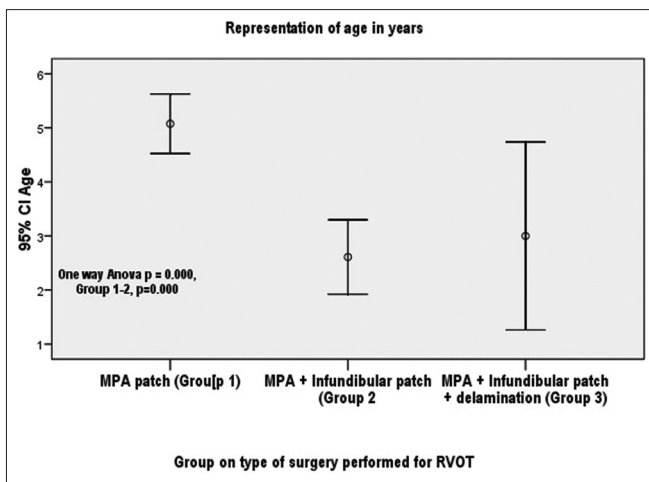 Representation of age in years
6
5
4
3
2
1
95% CI Age
One way Anova p = 0.000,
Group 1-2, p=0.000
MPA patch (Grou[p 1)
MPA + Infundibular patch
(Group 2
MPA + Infundibular patch
+ delamination (Group 3)
Group on type of surgery performed for RVOT